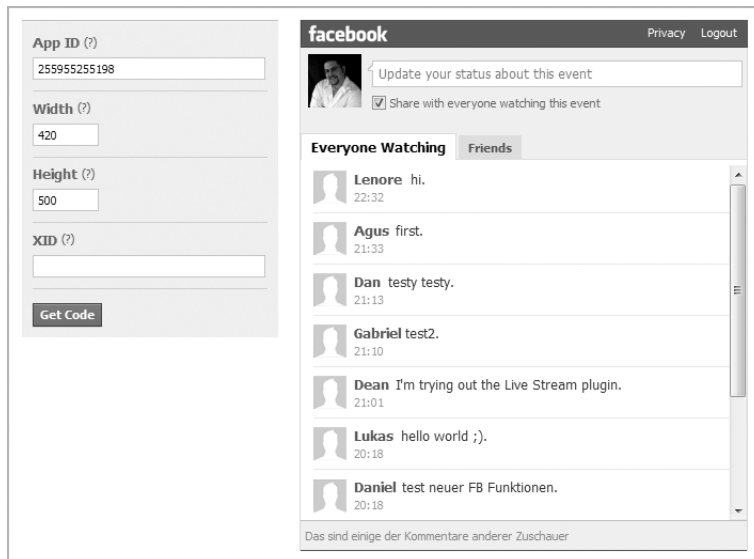 App ID (?)
255955255198
Width (?)
420
Height (?)
500
XID (?)
Get Code
facebook
Privacy Logout
Update your status about this event
Share with everyone watching this event
Everyone Watching Friends
Lenore hi.
22:32
Agus first.
21:33
Dan testy testy.
21:13
Gabriel test2.
21:10
Dean I'm trying out the Live Stream plugin.
21:01
Lukas hello world ;).
20:18
Daniel test neuer FB Funktionen.
20:18
Das sind einige der Kommentare anderer Zuschauer